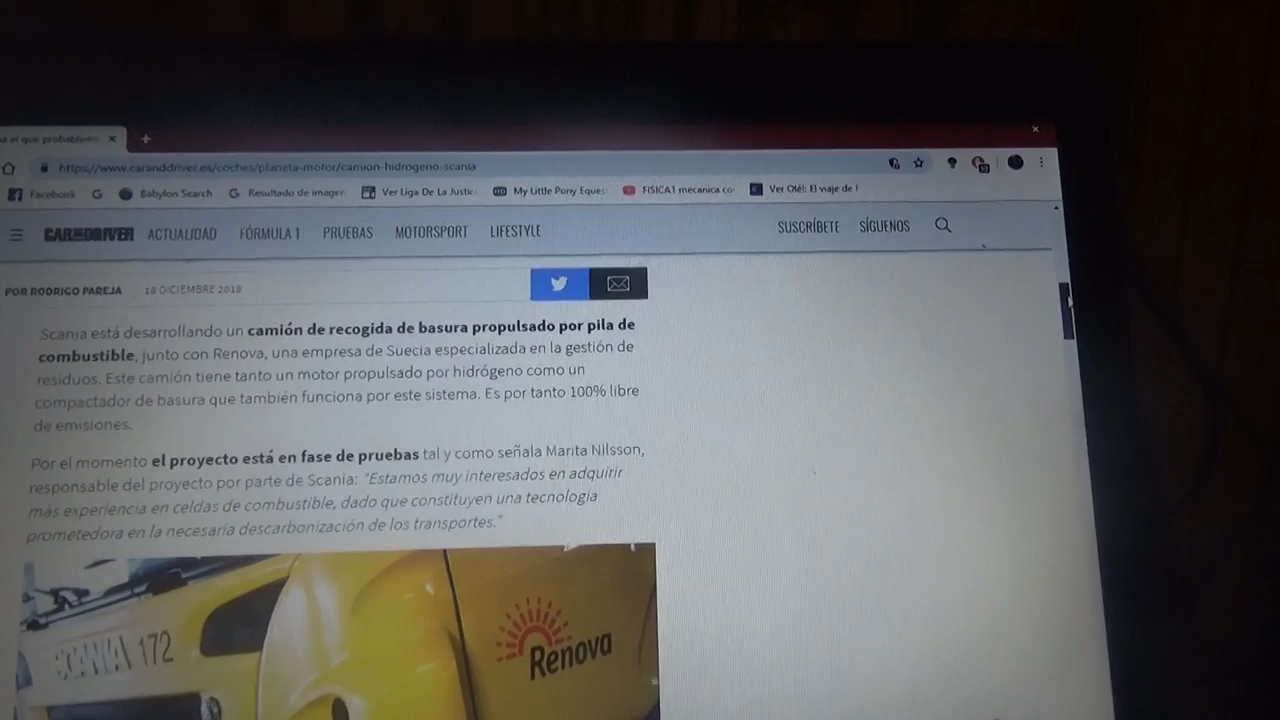 a el que probableme
https://www.caranddriver.es/coches/planeta-motor/camion-hidrogeno-scania
Facebook Babylon Search Resultado de imagen Ver Liga De La Justic My Little Pony Eques FISICA1 mecanica co Ver Olé!: El viaje de F
CAR AND DRIVER ACTUALIDAD FÓRMULA 1 PRUEBAS MOTORSPORT LIFESTYLE SUSCRÍBETE SÍGUENOS
POR RODRIGO PAREJA 18 DICIEMBRE 2018
Scania está desarrollando un camión de recogida de basura propulsado por pila de
combustible, junto con Renova, una empresa de Suecia especializada en la gestión de
residuos. Este camión tiene tanto un motor propulsado por hidrógeno como un
compactador de basura que también funciona por este sistema. Es por tanto 100% libre
de emisiones.
Por el momento el proyecto está en fase de pruebas tal y como señala Marita Nilsson,
responsable del proyecto por parte de Scania: "Estamos muy interesados en adquirir
más experiencia en celdas de combustible, dado que constituyen una tecnología
prometedora en la necesaria descarbonización de los transportes."
SCANIA 172
Renova